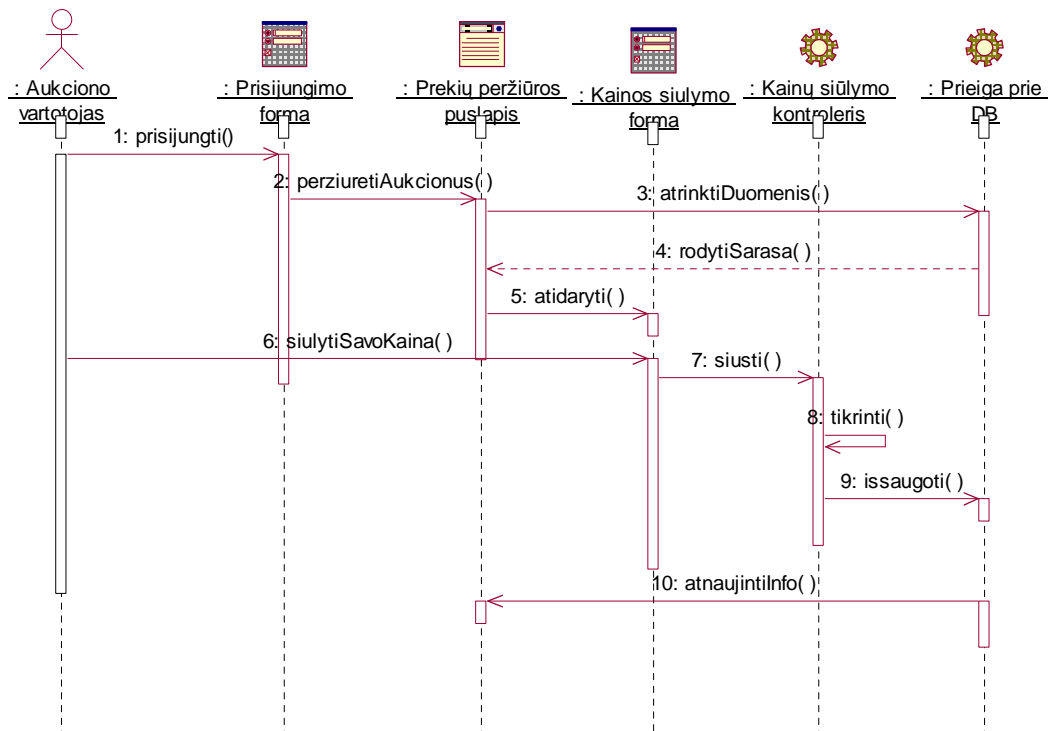 : Aukciono
vartotojas
: Prisijungimo
forma
: Prekių peržiūros
puslapis
: Kainos siulymo
forma
: Kainų siūlymo
kontroleris
: Prieiga prie
DB
1: prisijungti()
2: perziuretiAukcionus( )
3: atrinktiDuomenis( )
4: rodytiSarasa( )
5: atidaryti( )
6: siulytiSavoKaina( )
7: siusti( )
8: tikrinti( )
9: issaugoti( )
10: atnaujintiInfo( )